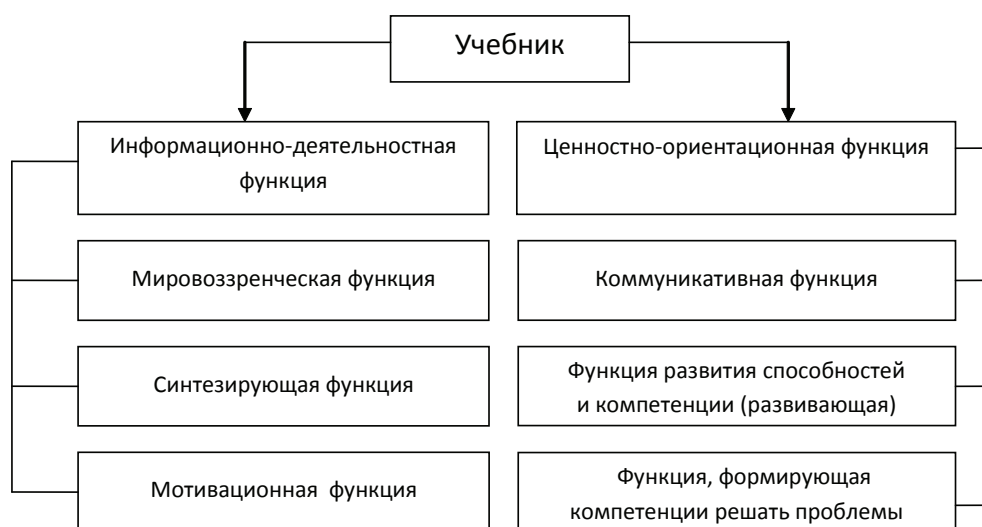 Учебник
Информационно-деятельностная
функция
Ценностно-ориентационная функция
Мировоззренческая функция
Коммуникативная функция
Синтезирующая функция
Функция развития способностей
и компетенции (развивающая)
Мотивационная функция
Функция, формирующая
компетенции решать проблемы